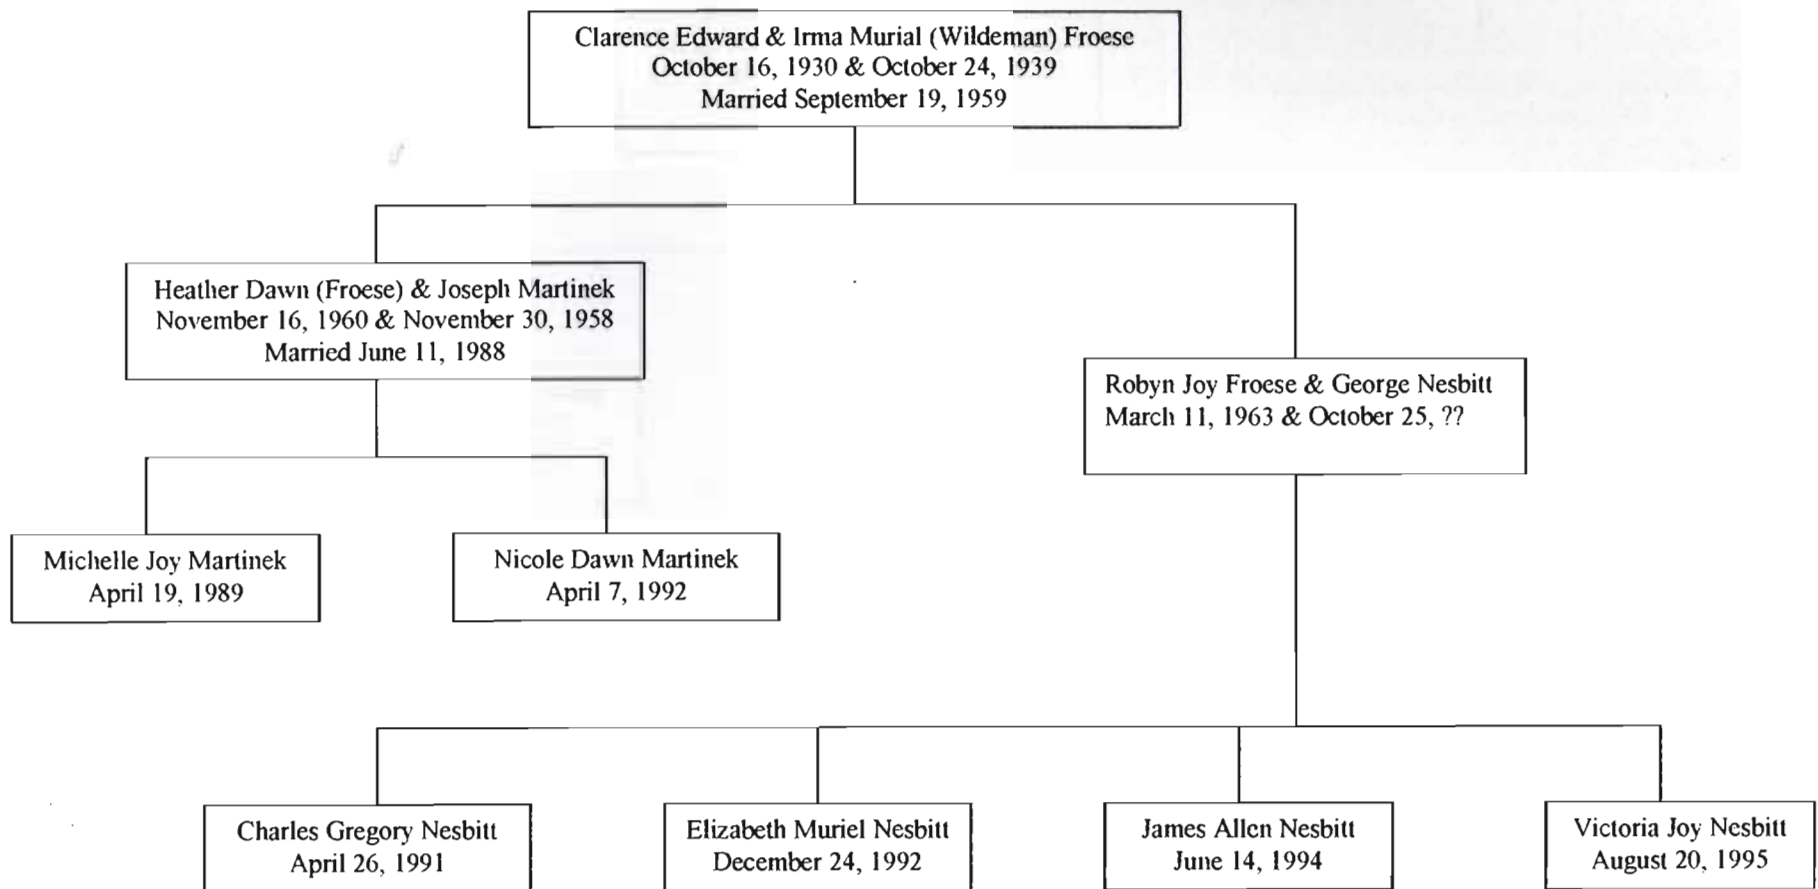 Clarence Edward & Irma Murial (Wildeman) Froese
October 16, 1930 & October 24, 1939
Married September 19, 1959
Heather Dawn (Froese) & Joseph Martinek
November 16, 1960 & November 30, 1958
Married June 11, 1988
Robyn Joy Froese & George Nesbitt
March 11, 1963 & October 25, ??
Michelle Joy Martinek
April 19, 1989
Nicole Dawn Martinek
April 7, 1992
Charles Gregory Nesbitt
April 26, 1991
Elizabeth Muriel Nesbitt
December 24, 1992
James Allen Nesbitt
June 14, 1994
Victoria Joy Nesbitt
August 20, 1995